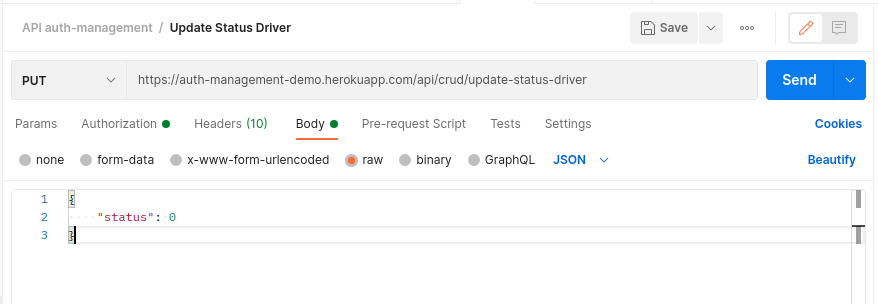 API auth-management / Update Status Driver
Save
PUT
https://auth-management-demo.herokuapp.com/api/crud/update-status-driver
Send
Params
Authorization
Headers (10)
Body
Pre-request Script
Tests
Settings
Cookies
none
form-data
x-www-form-urlencoded
raw
binary
GraphQL
JSON
Beautify
1 {
2 "status": 0
3 }